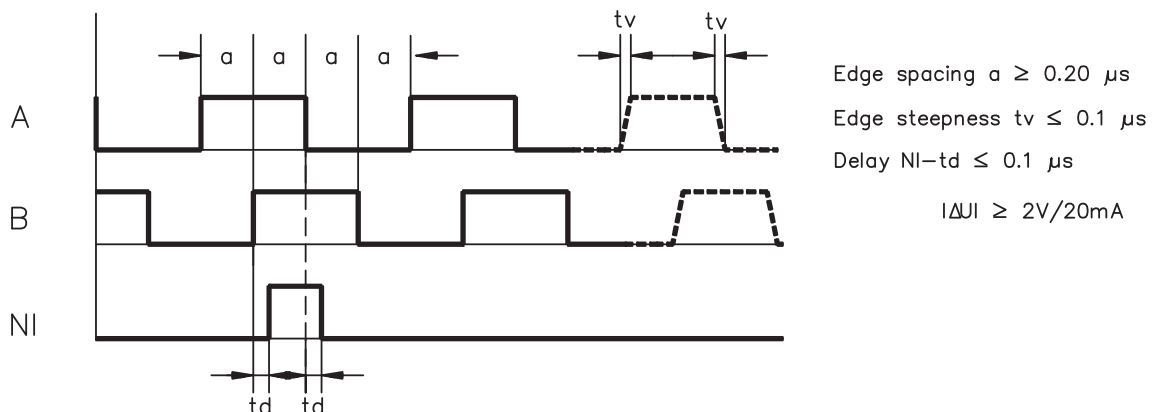 tv
tv
a
a
a
a
A
B
NI
td
td
Edge spacing a ≥ 0.20 µs
Edge steepness tv ≤ 0.1 µs
Delay NI-td ≤ 0.1 µs
|ΔU| ≥ 2V/20mA